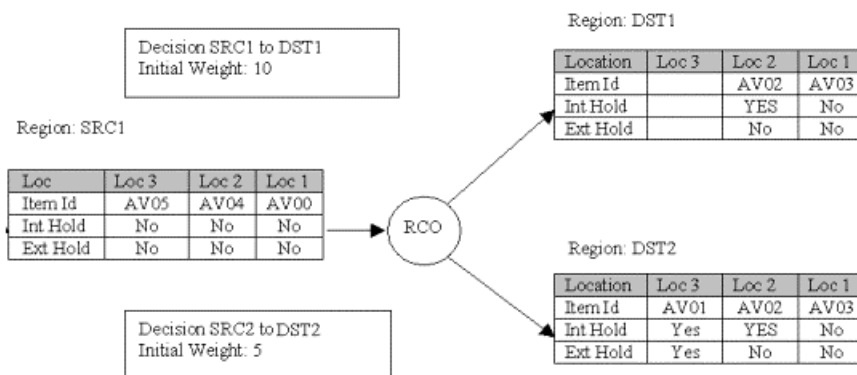 Region: DST1
Decision SRC1 to DST1
Initial Weight: 10
Location Loc 3 Loc 2 Loc 1
Item Id AV02 AV03
Int Hold YES No
Ext Hold No No
Region: SRC1
Loc Loc 3 Loc 2 Loc 1
Item Id AV05 AV04 AV00
Int Hold No No No
Ext Hold No No No
RCO
Region: DST2
Location Loc 3 Loc 2 Loc 1
Item Id AV01 AV02 AV03
Int Hold Yes YES No
Ext Hold Yes No No
Decision SRC2 to DST2
Initial Weight: 5